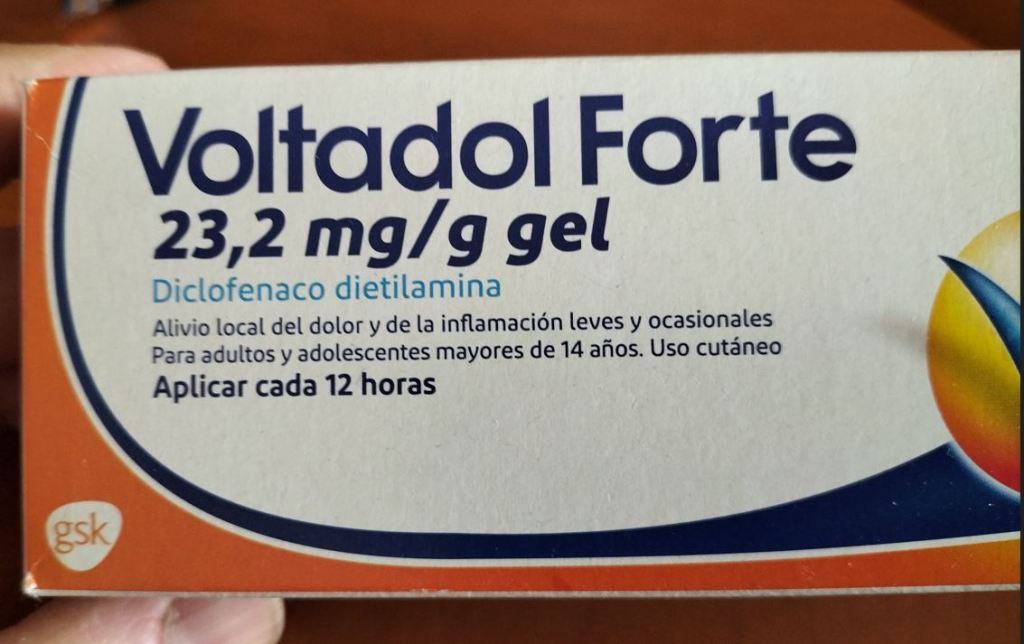 Voltadol Forte
23,2 mg/g gel
Diclofenaco dietilamina
Alivio local del dolor y de la inflamación leves y ocasionales
Para adultos y adolescentes mayores de 14 años. Uso cutáneo
Aplicar cada 12 horas
gsk